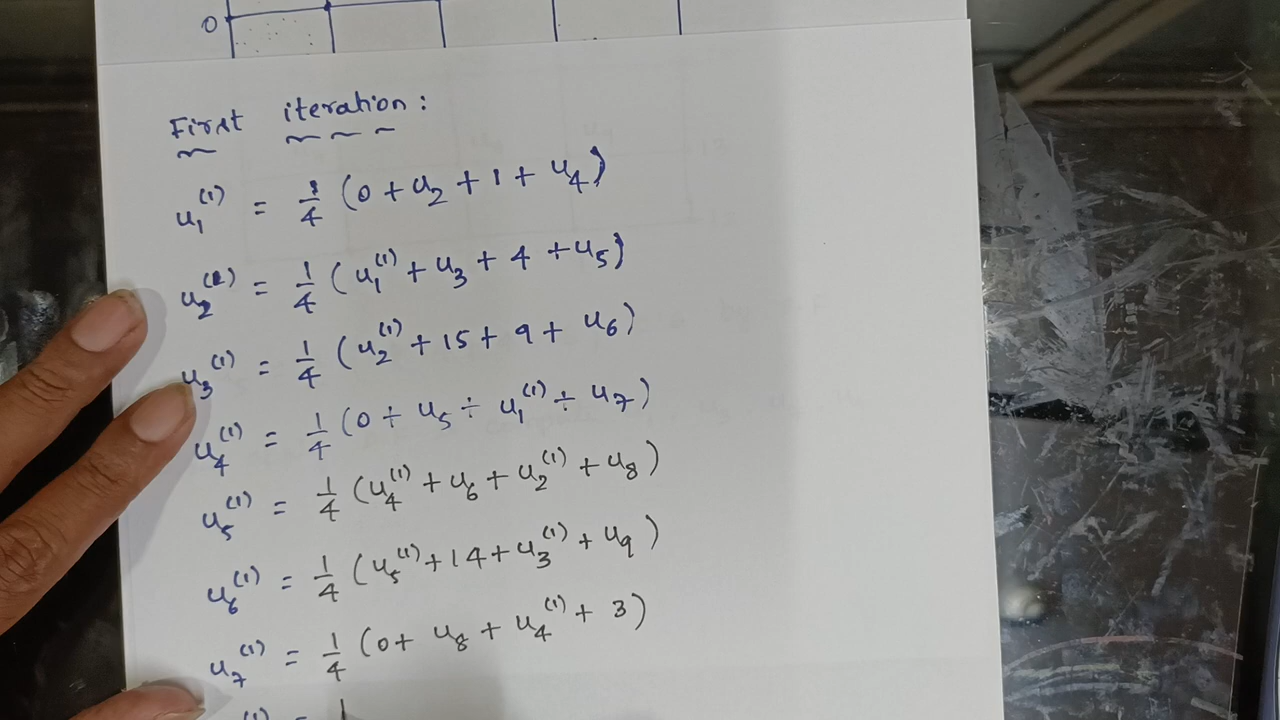 0
First iteration :
u₁⁽¹⁾ = 1/4 (0 + u₂ + 1 + u₄)
u₂⁽¹⁾ = 1/4 (u₁⁽¹⁾ + u₃ + 4 + u₅)
u₃⁽¹⁾ = 1/4 (u₂⁽¹⁾ + 15 + 9 + u₆)
u₄⁽¹⁾ = 1/4 (0 + u₅ ÷ u₁⁽¹⁾ ÷ u₇)
u₅⁽¹⁾ = 1/4 (u₄⁽¹⁾ + u₆ + u₂⁽¹⁾ + u₈)
u₆⁽¹⁾ = 1/4 (u₅⁽¹⁾ + 14 + u₃⁽¹⁾ + u₉)
u₇⁽¹⁾ = 1/4 (0 + u₈ + u₄⁽¹⁾ + 3)
⁽¹⁾ = 1